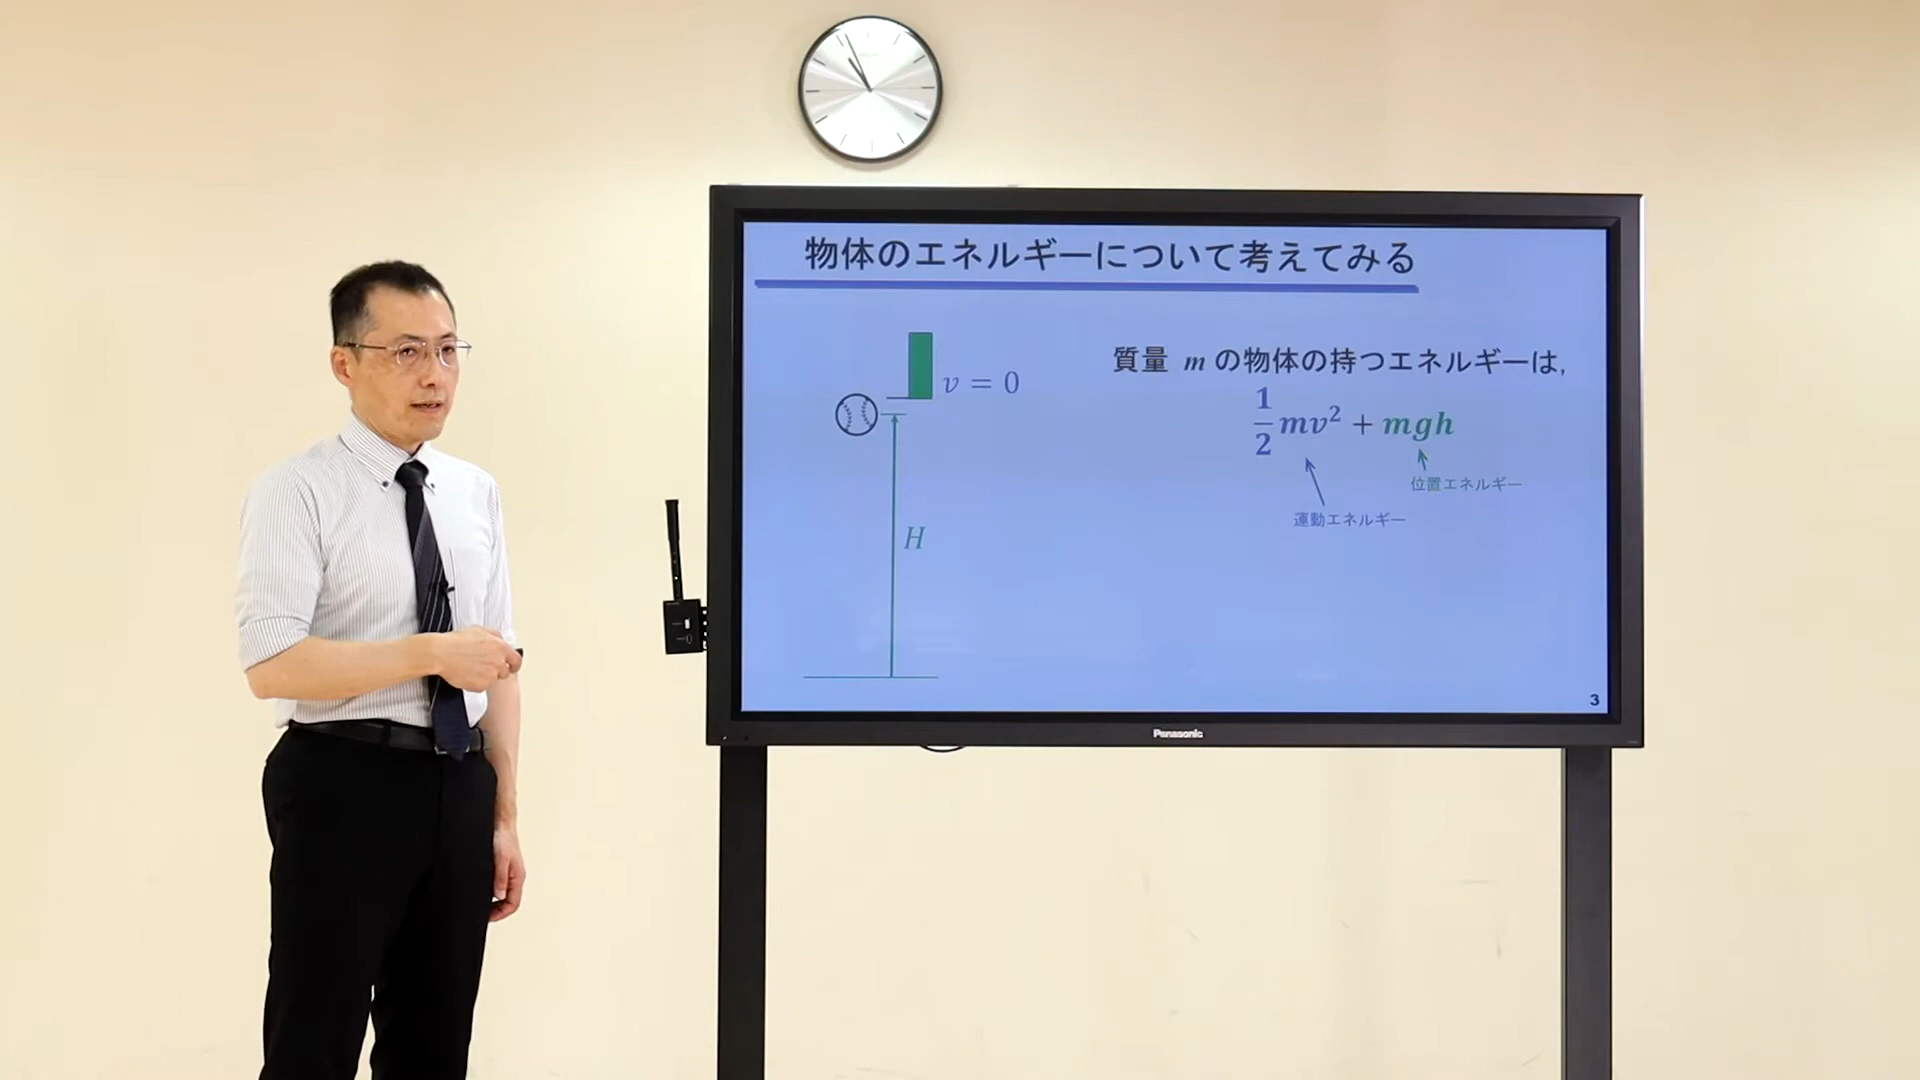 物体のエネルギーについて考えてみる
v = 0
H
質量 m の物体の持つエネルギーは,
1/2 mv² + mgh
位置エネルギー
運動エネルギー
3
Panasonic